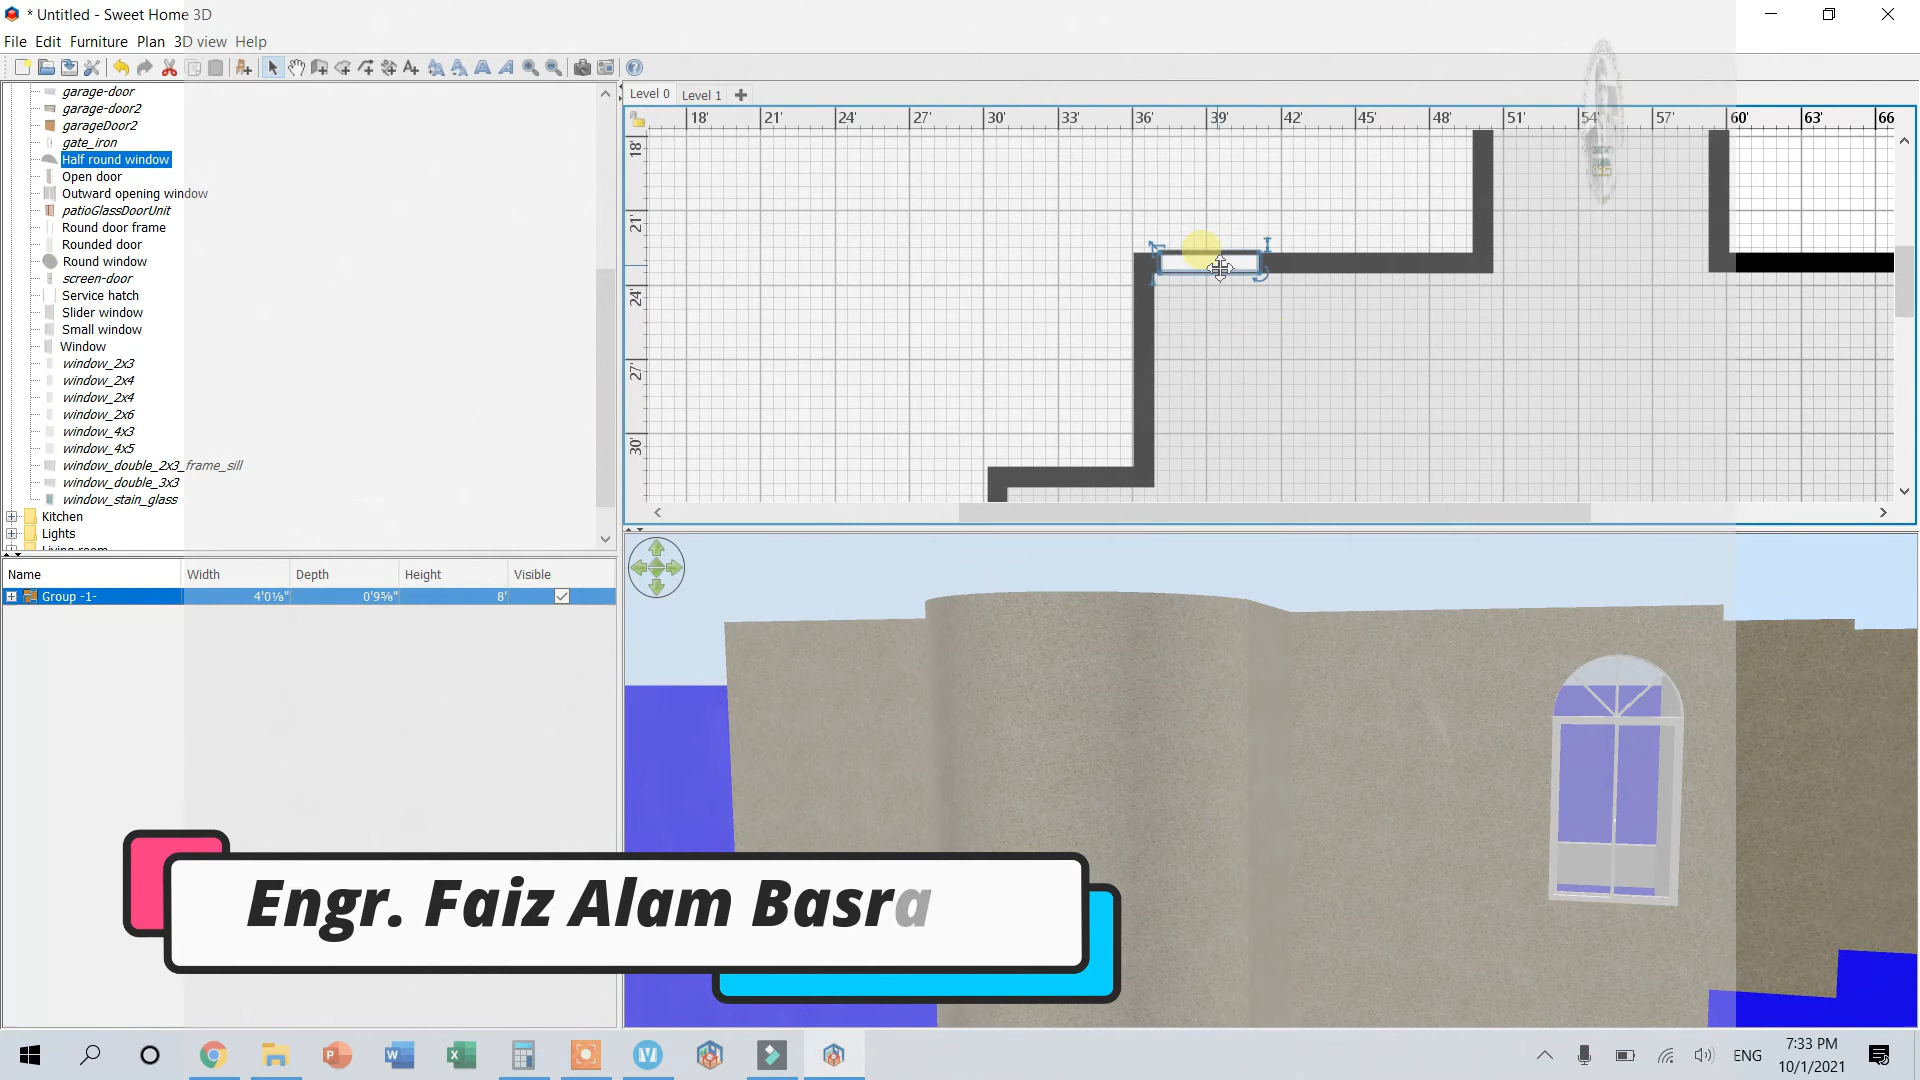 * Untitled - Sweet Home 3D
File Edit Furniture Plan 3D view Help
garage-door
garage-door2
garageDoor2
gate_iron
Half round window
Open door
Outward opening window
patioGlassDoorUnit
Round door frame
Rounded door
Round window
screen-door
Service hatch
Slider window
Small window
Window
window_2x3
window_2x4
window_2x4
window_2x6
window_4x3
window_4x5
window_double_2x3_frame_sill
window_double_3x3
window_stain_glass
Kitchen
Lights
Living room
Name Width Depth Height Visible
Group -1- 4'0⅛" 0'9⅝" 8'
Level 0 Level 1
18' 21' 24' 27' 30' 33' 36' 39' 42' 45' 48' 51' 54' 57' 60' 63' 66
18'
21'
24'
27'
30'
Engr. Faiz Alam Basra
ENG
7:33 PM
10/1/2021